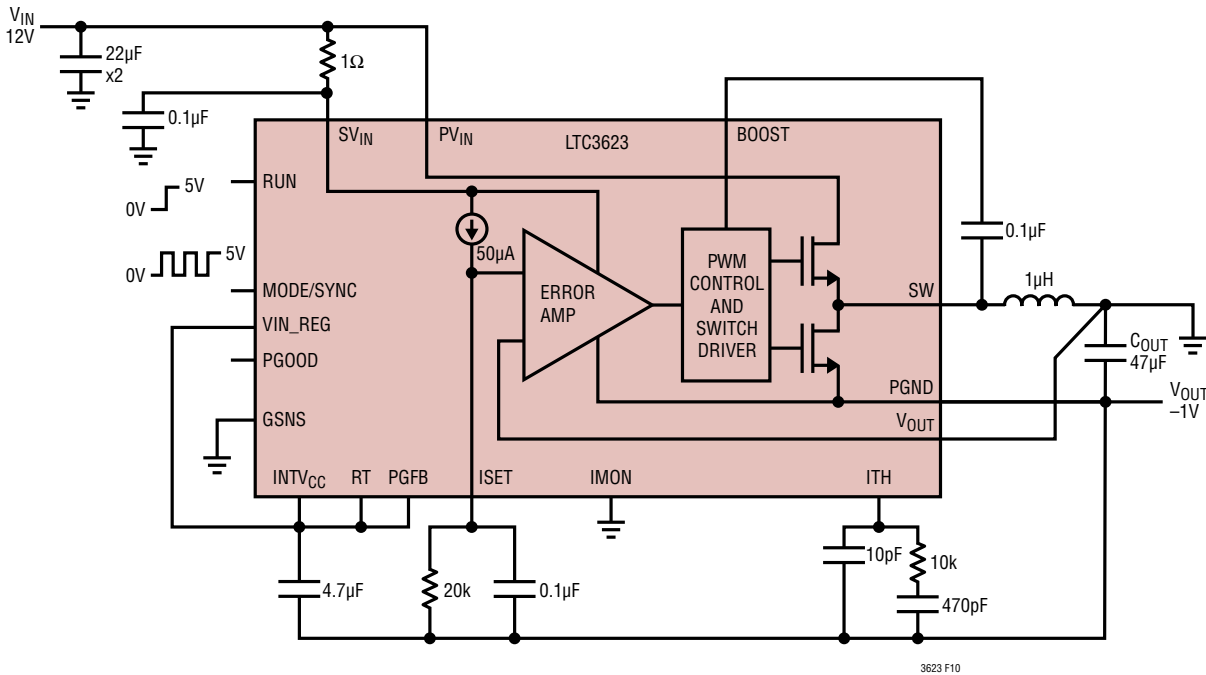 VIN
12V
22µF
x2
1Ω
0.1µF
SVIN
PVIN
LTC3623
BOOST
RUN
0V
5V
0V
5V
MODE/SYNC
VIN_REG
PGOOD
GSNS
50µA
ERROR
AMP
PWM
CONTROL
AND
SWITCH
DRIVER
0.1µF
1µH
SW
COUT
47µF
PGND
VOUT
VOUT
–1V
INTVCC
RT
PGFB
ISET
IMON
ITH
4.7µF
20k
0.1µF
10pF
10k
470pF
3623 F10